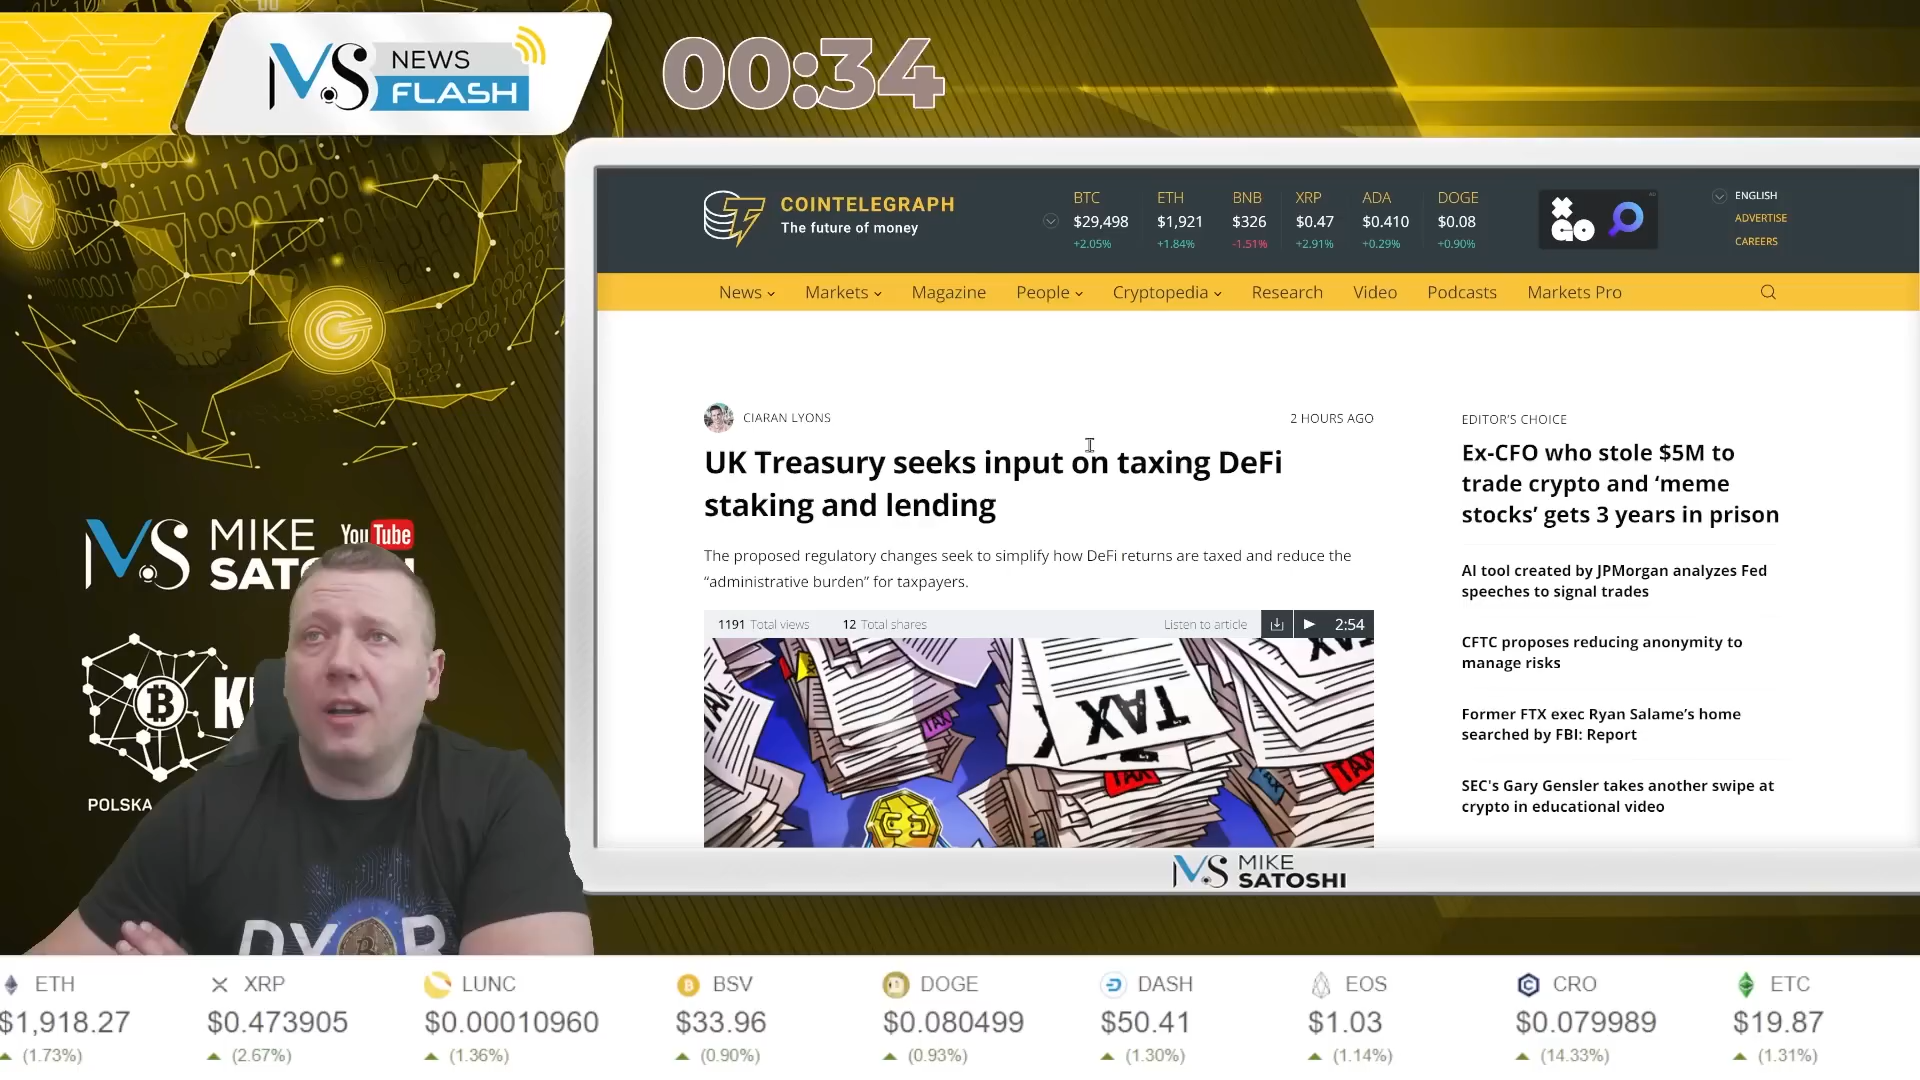 MS NEWS
FLASH
00:34
COINTELEGRAPH
The future of money
BTC ETH BNB XRP ADA DOGE
$29,498 $1,921 $326 $0.47 $0.410 $0.08
+2.05% +1.84% -1.51% +2.91% +0.29% +0.90%
ENGLISH
ADVERTISE
CAREERS
News Markets Magazine People Cryptopedia Research Video Podcasts Markets Pro
CIARAN LYONS
2 HOURS AGO
UK Treasury seeks input on taxing DeFi
staking and lending
The proposed regulatory changes seek to simplify how DeFi returns are taxed and reduce the
“administrative burden” for taxpayers.
1191 Total views 12 Total shares Listen to article 2:54
TAX
TAX
TAX
TAX
TAX
EDITOR’S CHOICE
Ex-CFO who stole $5M to
trade crypto and ‘meme
stocks’ gets 3 years in prison
AI tool created by JPMorgan analyzes Fed
speeches to signal trades
CFTC proposes reducing anonymity to
manage risks
Former FTX exec Ryan Salame’s home
searched by FBI: Report
SEC's Gary Gensler takes another swipe at
crypto in educational video
MS MIKE
SATOSHI
MS MIKE
YouTube
POLSKA
DYOR
ETH XRP LUNC BSV DOGE DASH EOS CRO ETC
$1,918.27 $0.473905 $0.00010960 $33.96 $0.080499 $50.41 $1.03 $0.079989 $19.87
(1.73%) (2.67%) (1.36%) (0.90%) (0.93%) (1.30%) (1.14%) (14.33%) (1.31%)